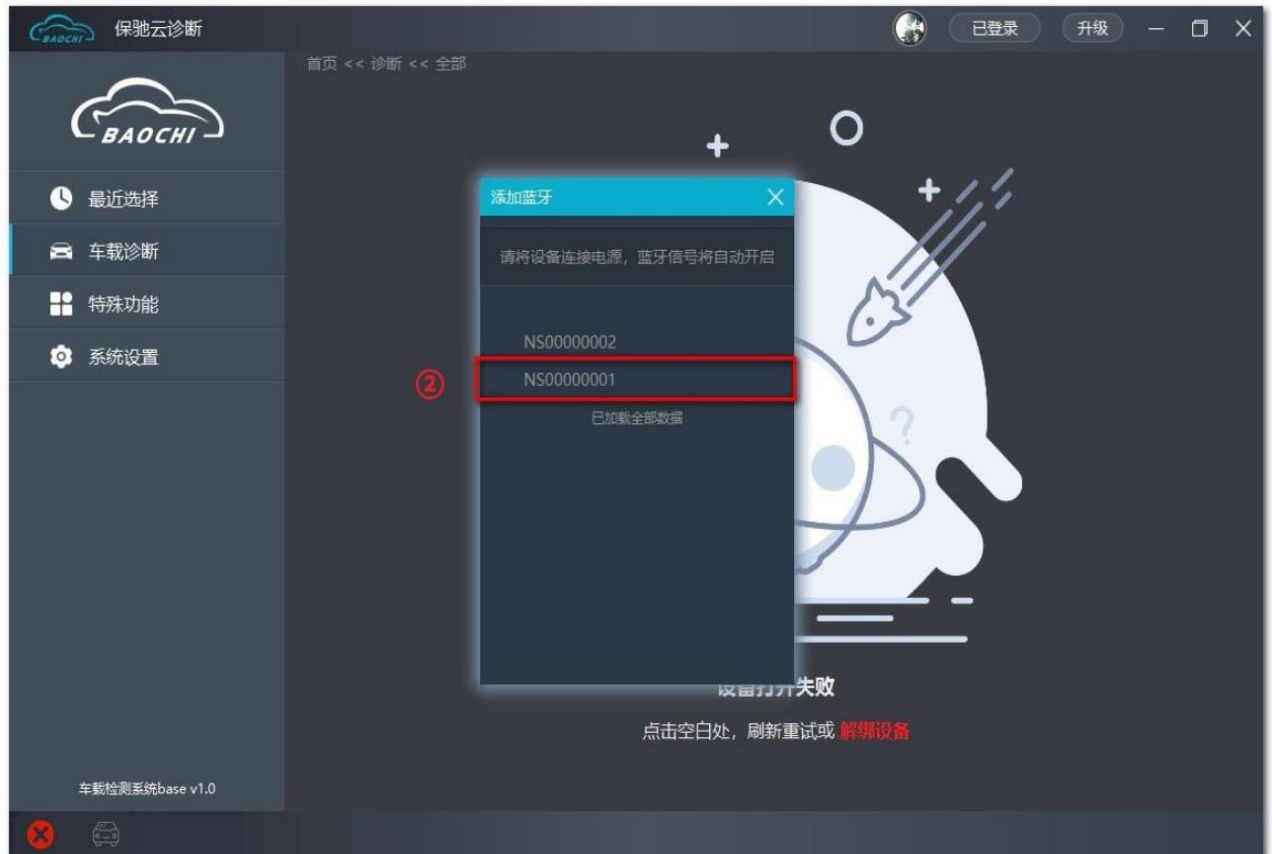 BAOCHI 保驰云诊断 已登录 升级
首页 << 诊断 << 全部
BAOCHI
最近选择
车载诊断
特殊功能
系统设置
添加蓝牙
请将设备连接电源，蓝牙信号将自动开启
NS00000002
② NS00000001
已加载全部数据
设备打开失败
点击空白处，刷新重试或 解绑设备
车载检测系统base v1.0